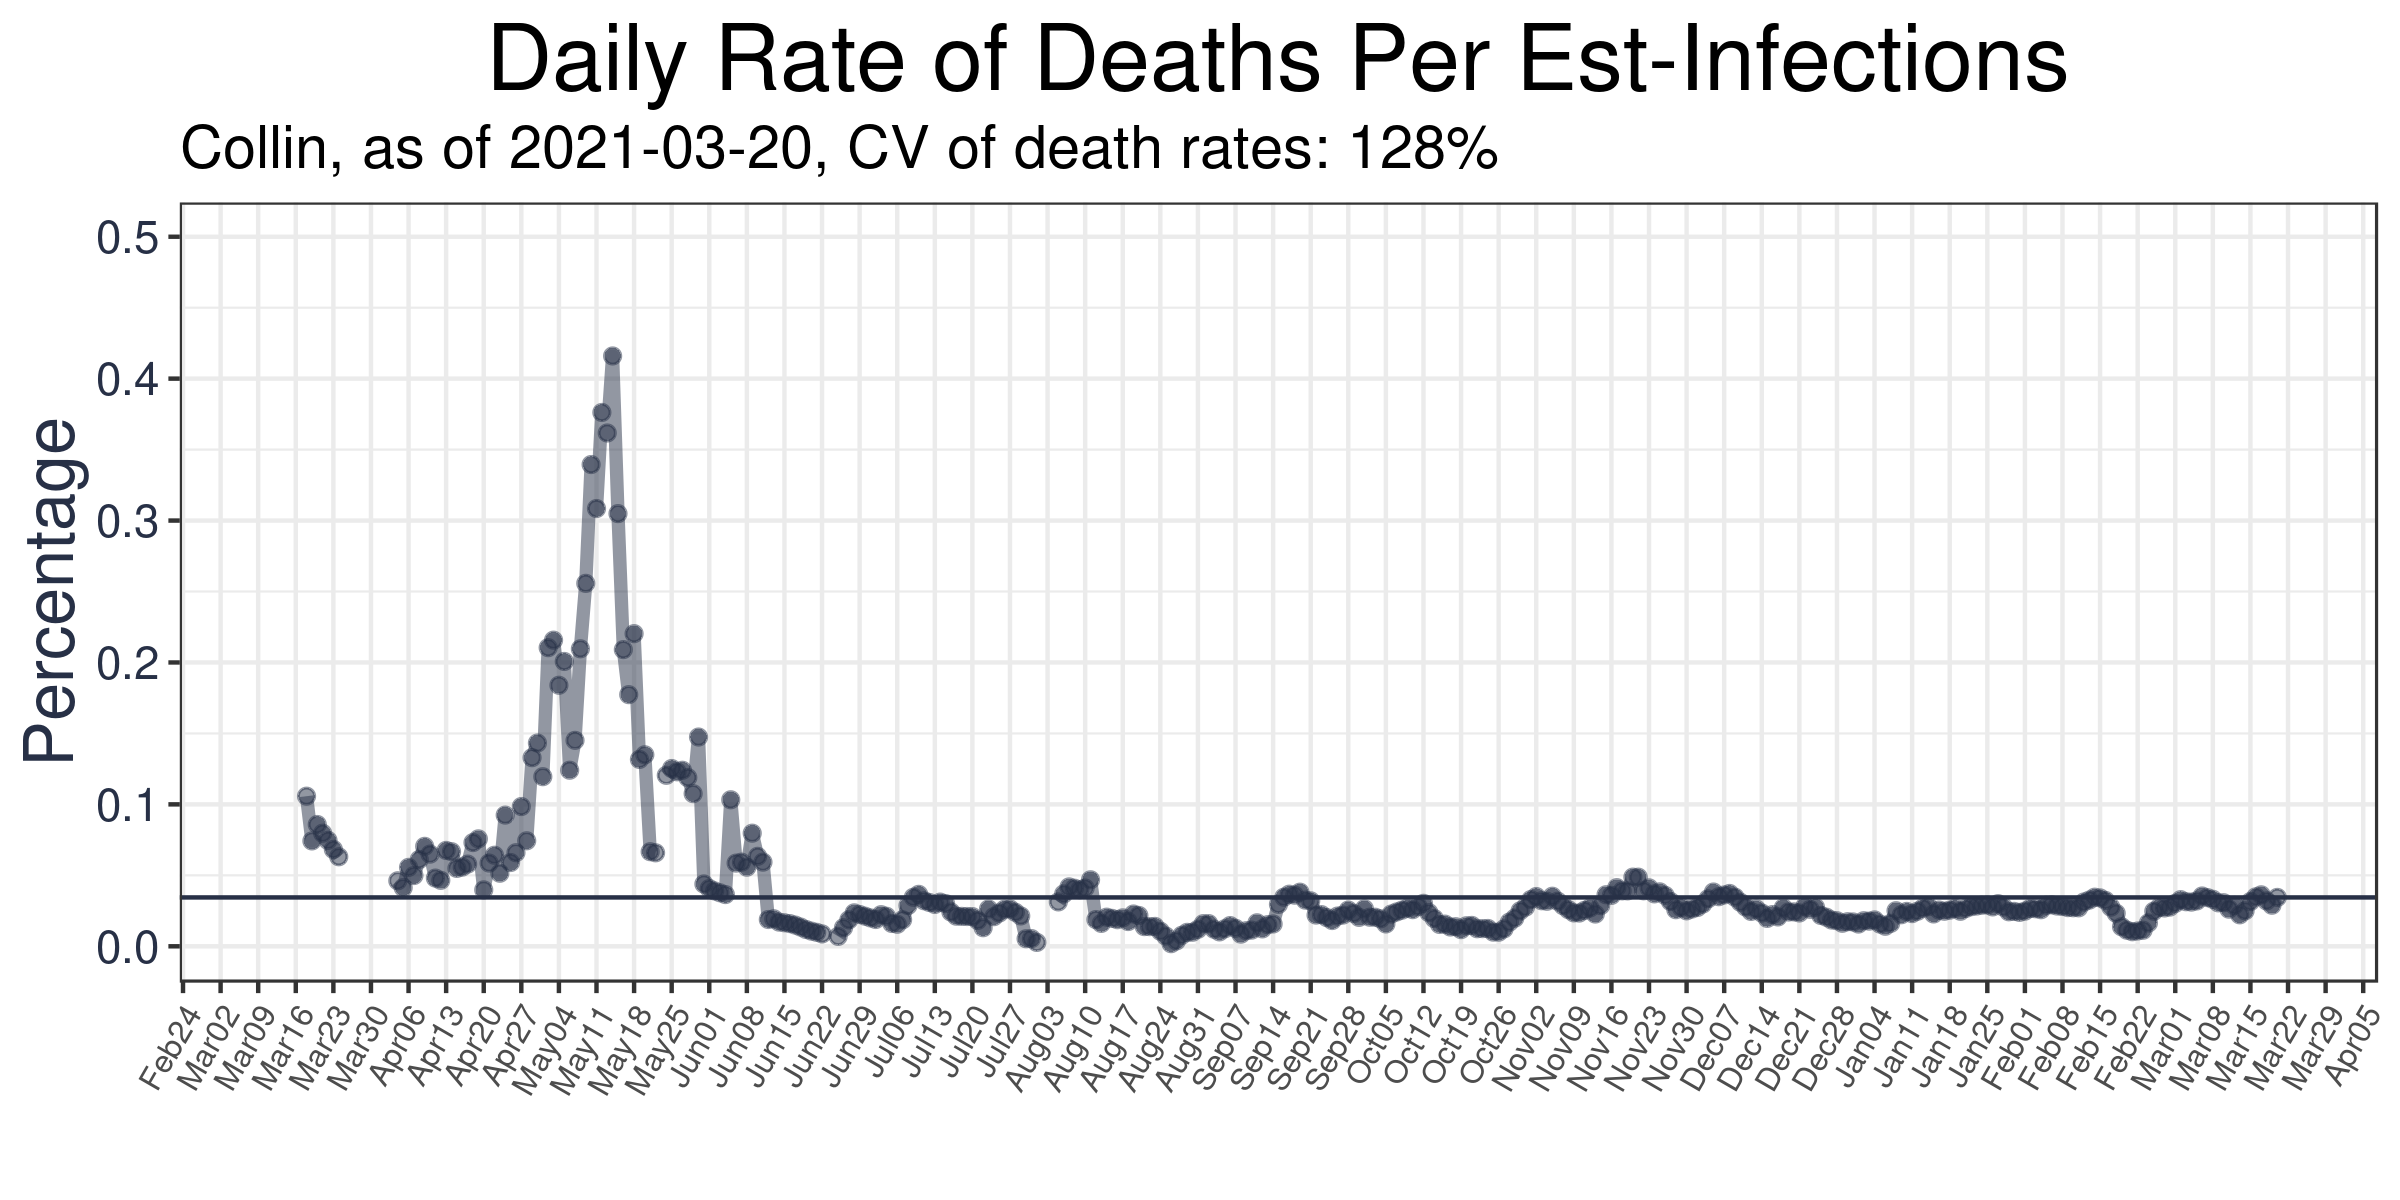 Daily Rate of Deaths Per Est-Infections
Collin, as of 2021-03-20, CV of death rates: 128%
Percentage
0.5
0.4
0.3
0.2
0.1
0.0
Feb24
Mar02
Mar09
Mar16
Mar23
Mar30
Apr06
Apr13
Apr20
Apr27
May04
May11
May18
May25
Jun01
Jun08
Jun15
Jun22
Jun29
Jul06
Jul13
Jul20
Jul27
Aug03
Aug10
Aug17
Aug24
Aug31
Sep07
Sep14
Sep21
Sep28
Oct05
Oct12
Oct19
Oct26
Nov02
Nov09
Nov16
Nov23
Nov30
Dec07
Dec14
Dec21
Dec28
Jan04
Jan11
Jan18
Jan25
Feb01
Feb08
Feb15
Feb22
Mar01
Mar08
Mar15
Mar22
Mar29
Apr05